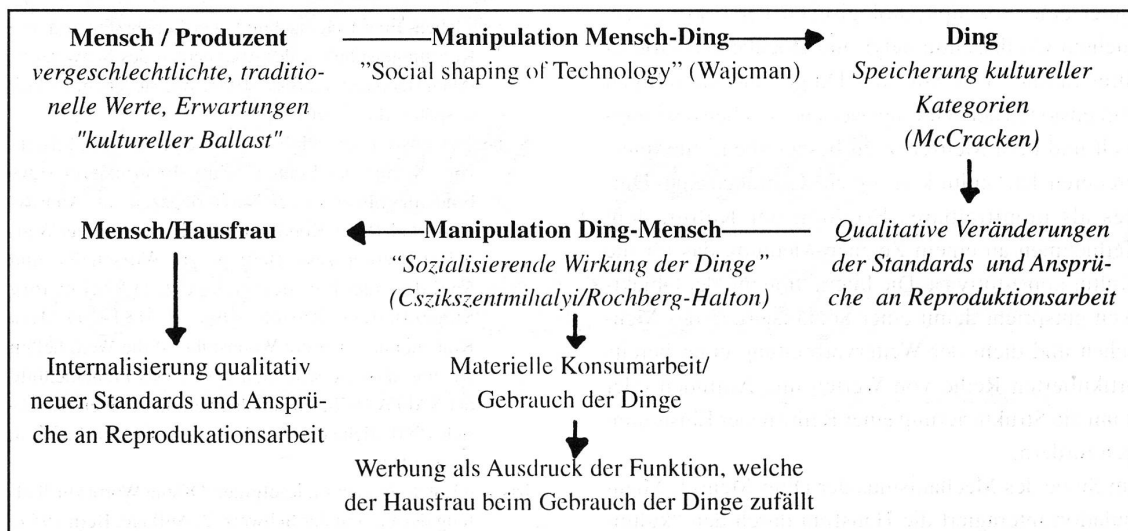 Mensch / Produzent
vergeschlechtlichte, traditio-
nelle Werte, Erwartungen
"kultureller Ballast"
Manipulation Mensch-Ding
”Social shaping of Technology” (Wajcman)
Ding
Speicherung kultureller
Kategorien
(McCracken)
Qualitative Veränderungen
der Standards und Ansprü-
che an Reproduktionsarbeit
Manipulation Ding-Mensch
“Sozialisierende Wirkung der Dinge”
(Cszikszentmihalyi/Rochberg-Halton)
Mensch/Hausfrau
Internalisierung qualitativ
neuer Standards und Ansprü-
che an Reprodukationsarbeit
Materielle Konsumarbeit/
Gebrauch der Dinge
Werbung als Ausdruck der Funktion, welche
der Hausfrau beim Gebrauch der Dinge zufällt